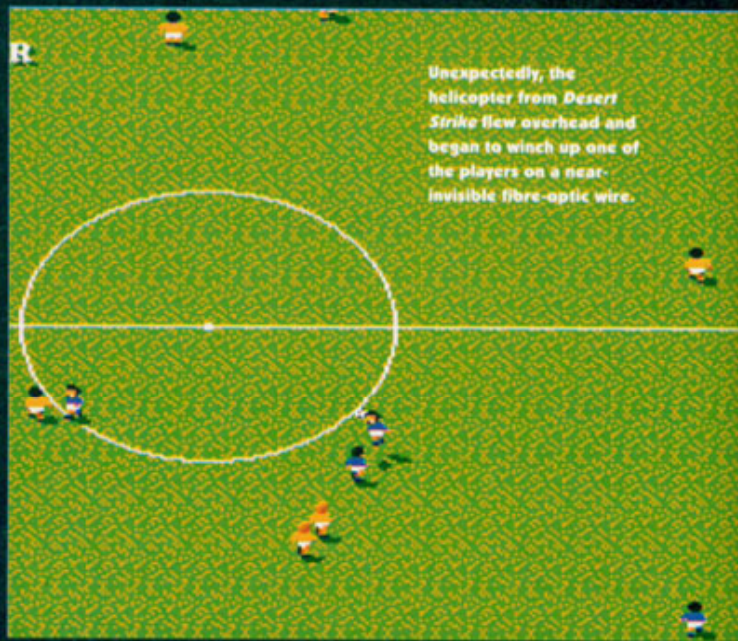 R
Unexpectedly, the
helicopter from Desert
Strike flew overhead and
began to winch up one of
the players on a near-
invisible fibre-optic wire.